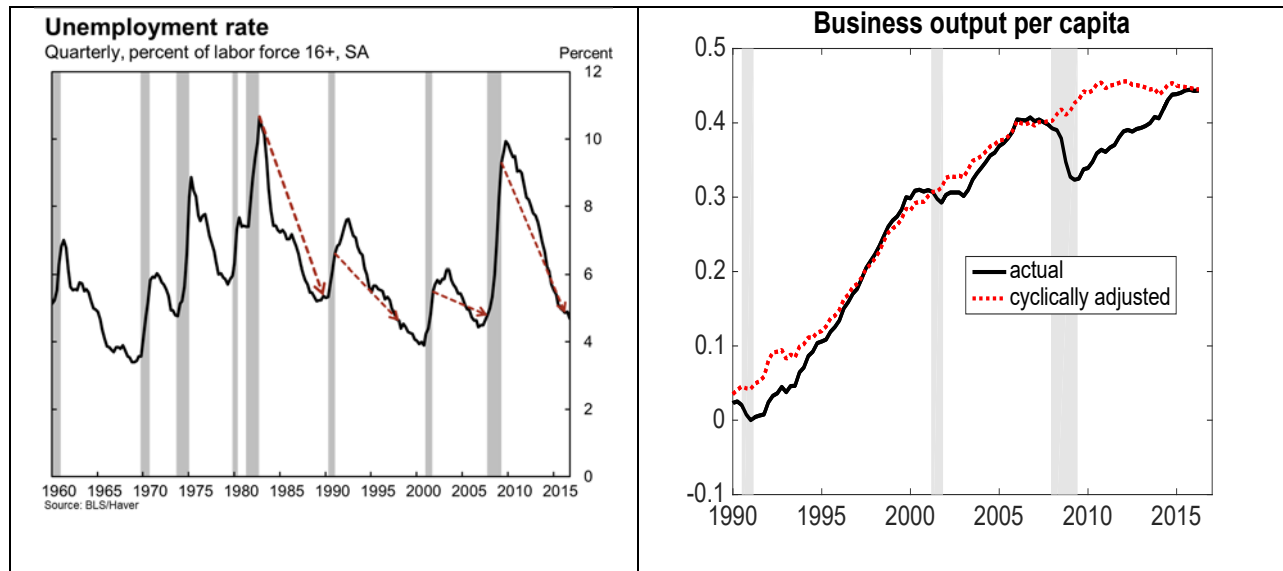 Unemployment rate
Quarterly, percent of labor force 16+, SA
Percent
12
10
8
6
4
2
0
1960 1965 1970 1975 1980 1985 1990 1995 2000 2005 2010 2015
Source: BLS/Haver
Business output per capita
0.5
0.4
0.3
0.2
0.1
0
-0.1
actual
cyclically adjusted
1990 1995 2000 2005 2010 2015